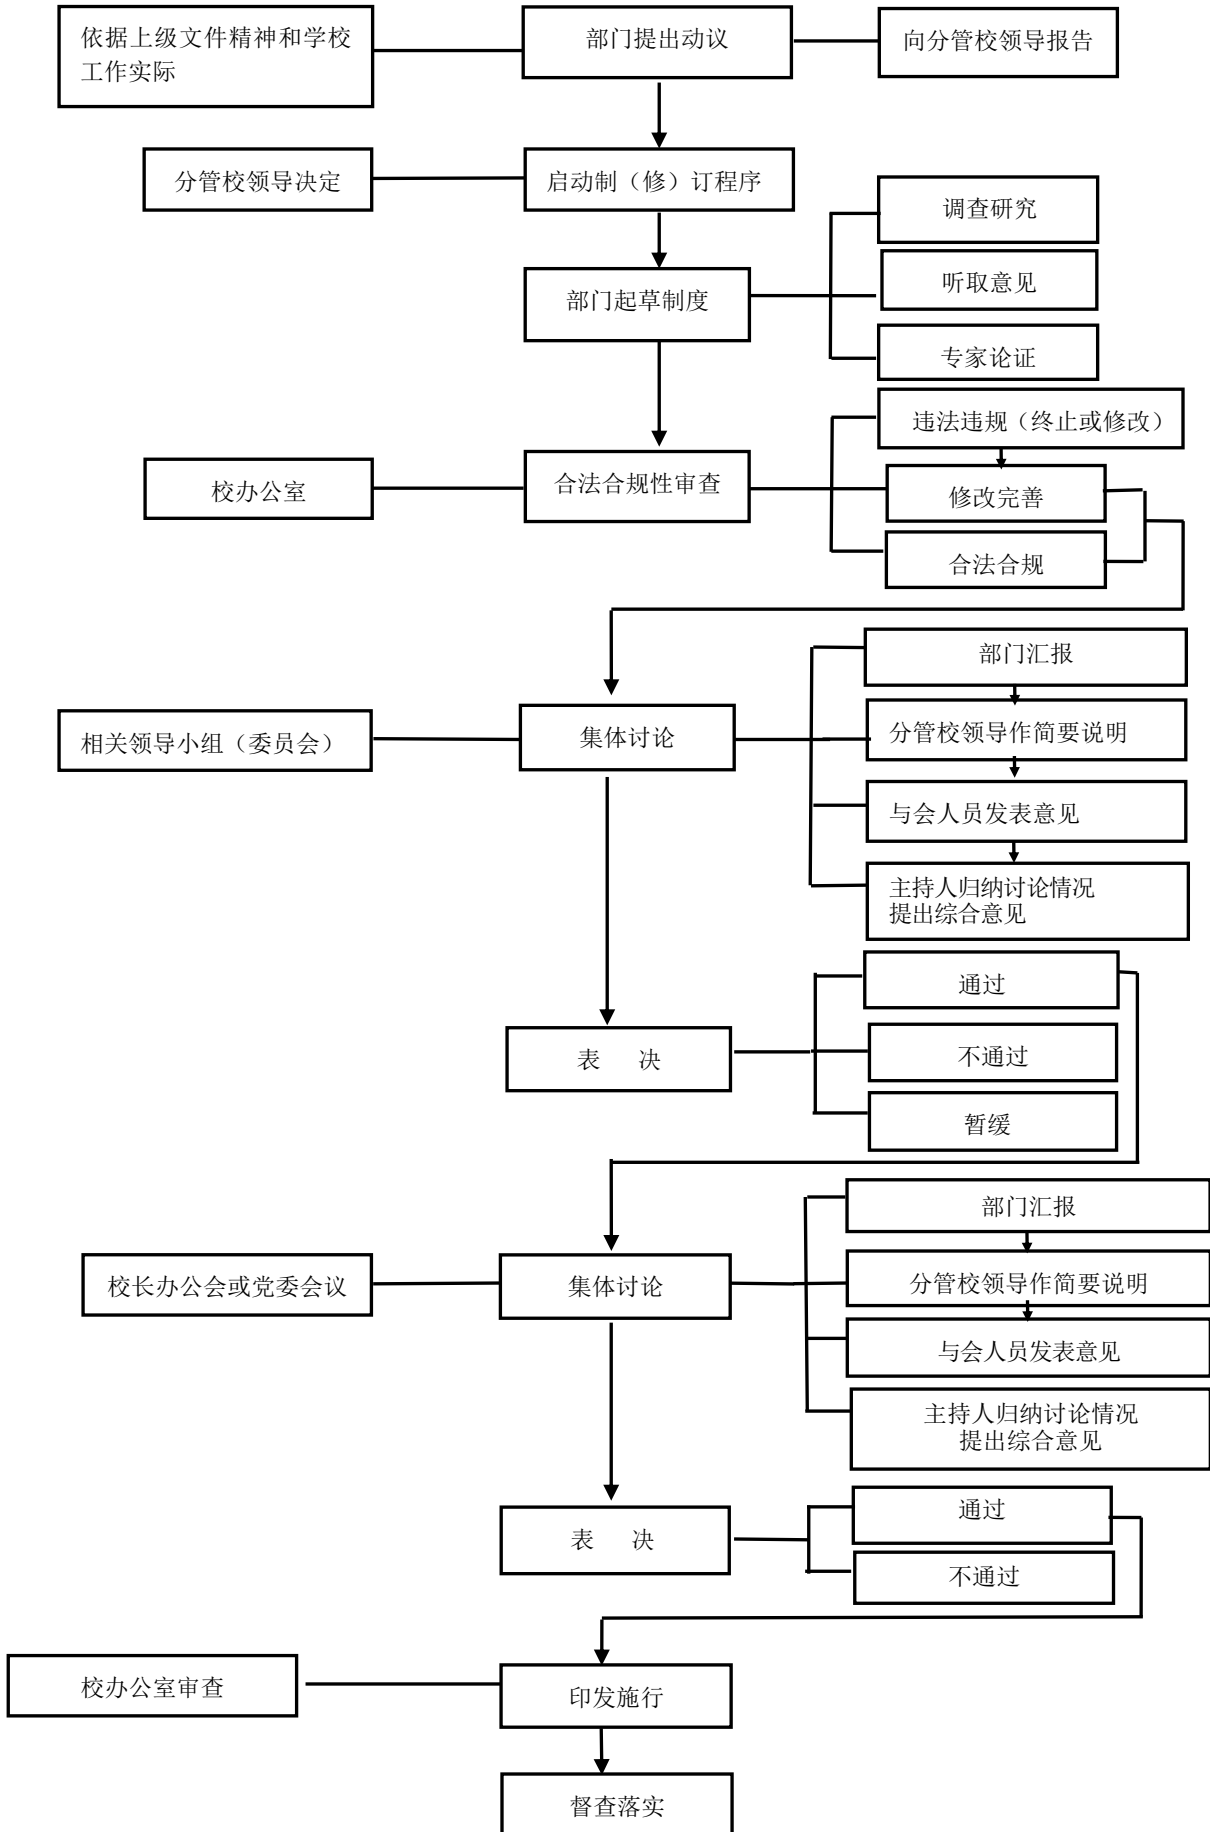 依据上级文件精神和学校
工作实际
部门提出动议
向分管校领导报告
分管校领导决定
启动制（修）订程序
调查研究
部门起草制度
听取意见
专家论证
违法违规（终止或修改）
校办公室
合法合规性审查
修改完善
合法合规
部门汇报
相关领导小组（委员会）
集体讨论
分管校领导作简要说明
与会人员发表意见
主持人归纳讨论情况
提出综合意见
通过
表 决
不通过
暂缓
部门汇报
校长办公会或党委会议
集体讨论
分管校领导作简要说明
与会人员发表意见
主持人归纳讨论情况
提出综合意见
通过
表 决
不通过
校办公室审查
印发施行
督查落实